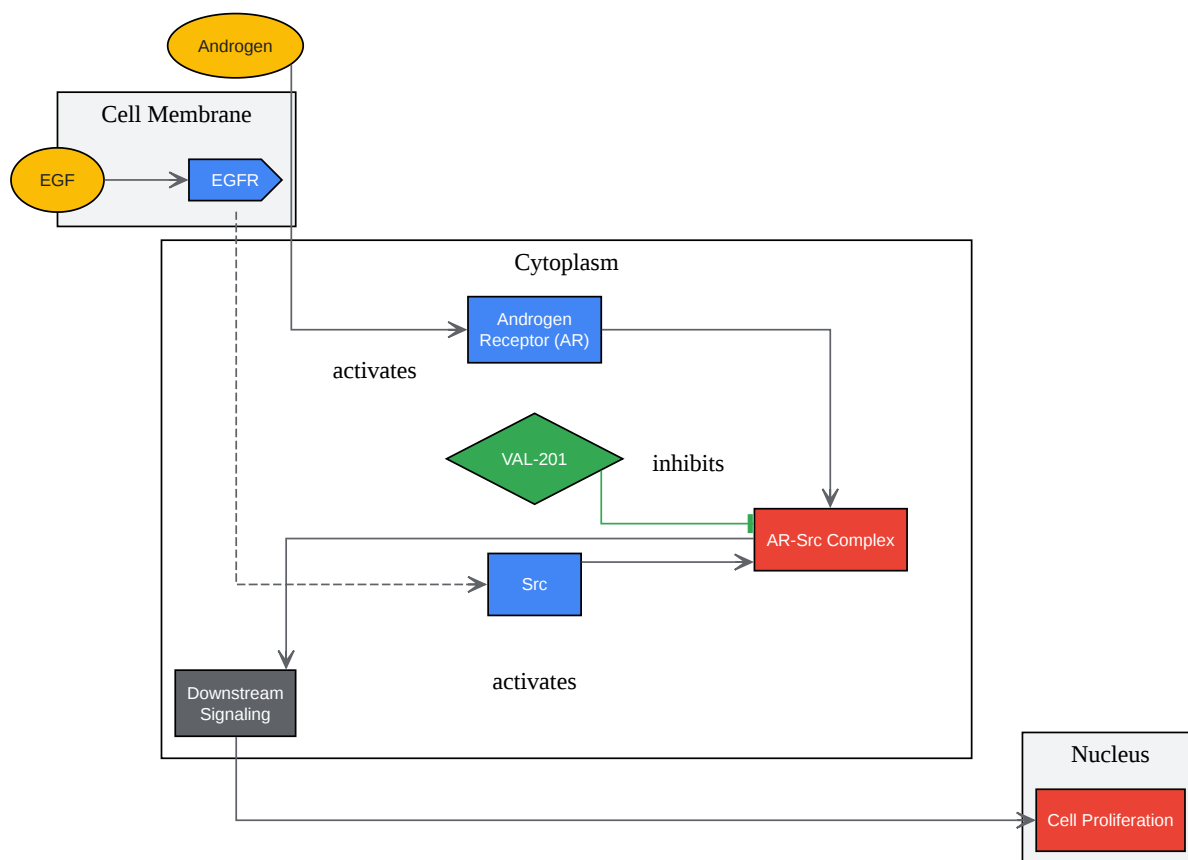 Androgen
Cell Membrane
EGF
EGFR
Cytoplasm
Androgen
Receptor (AR)
activates
VAL-201
inhibits
AR-Src Complex
Src
activates
Downstream
Signaling
Nucleus
Cell Proliferation